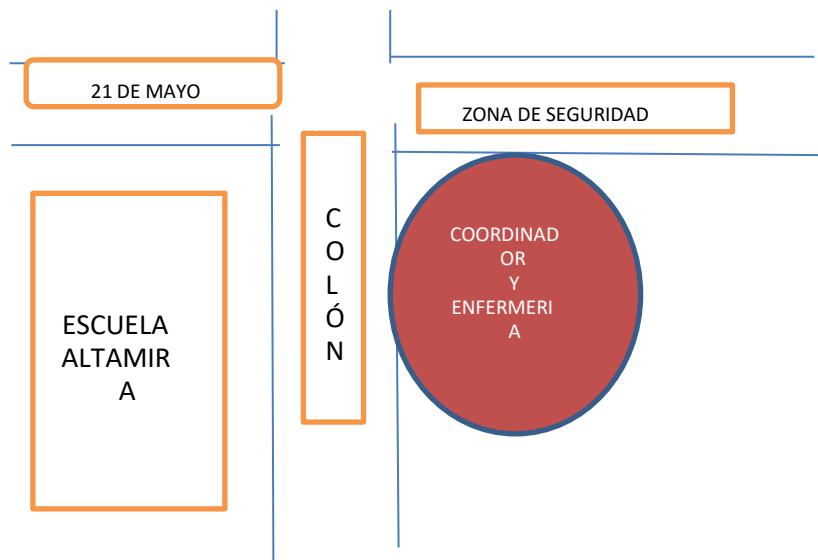 21 DE MAYO
ZONA DE SEGURIDAD
C
O
L
Ó
N
COORDINAD
OR
Y
ENFERMERI
A
ESCUELA
ALTAMIR
A